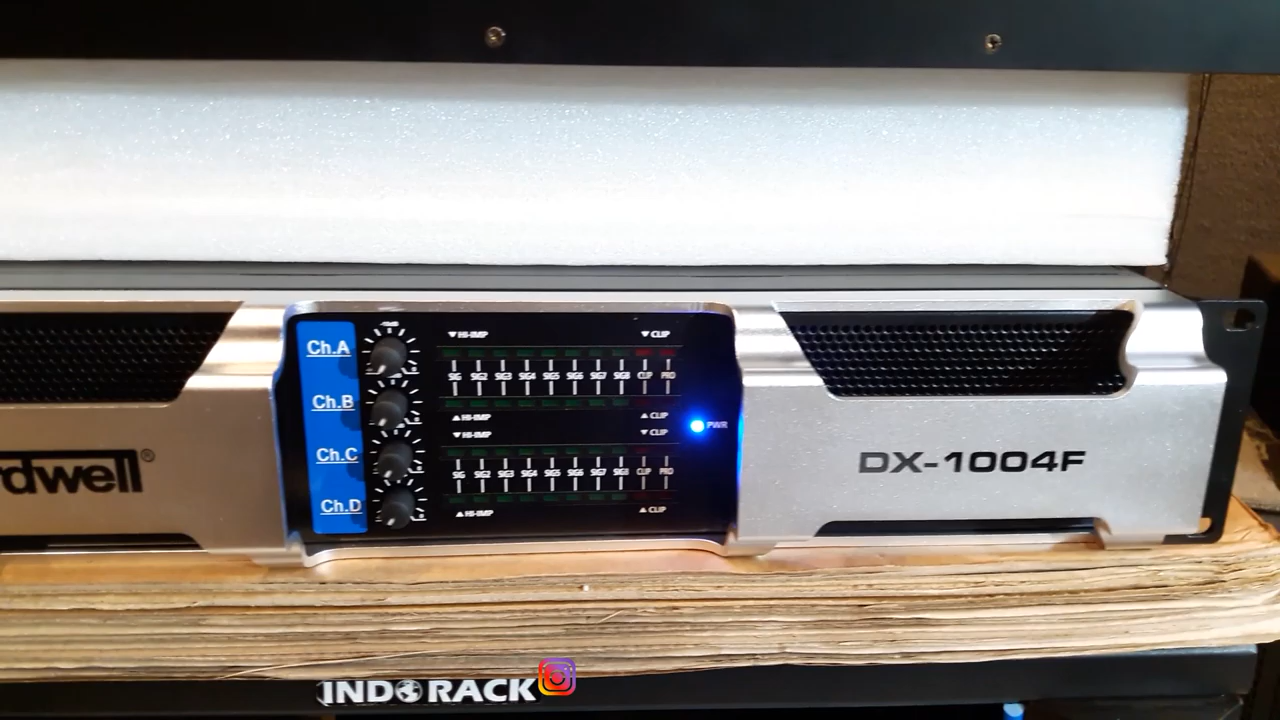 Ch.A
▼HI-IMP ▼CLIP
SIG SIG2 SIG3 SIG4 SIG5 SIG6 SIG7 SIG8 CLIP PRO
Ch.B
▲HI-IMP ▲CLIP
PWR
▼HI-IMP ▼CLIP
Ch.C
SIG SIG2 SIG3 SIG4 SIG5 SIG6 SIG7 SIG8 CLIP PRO
Ch.D
▲HI-IMP ▲CLIP
rdwell®
DX-1004F
INDORACK